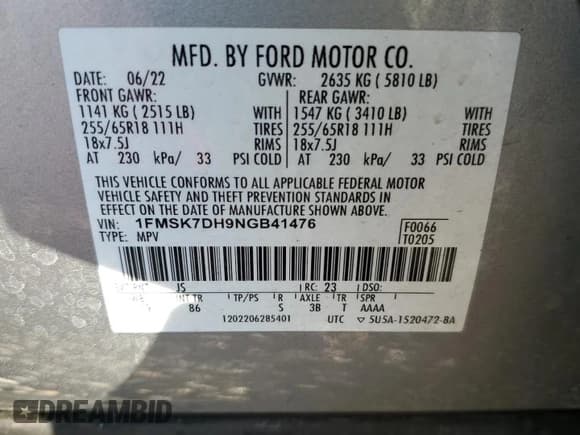 MFD. BY FORD MOTOR CO.
DATE: 06/22 GVWR: 2635 KG ( 5810 LB)
FRONT GAWR: REAR GAWR:
1141 KG ( 2515 LB) WITH 1547 KG ( 3410 LB) WITH
255/65R18 111H TIRES 255/65R18 111H TIRES
18x7.5J RIMS 18x7.5J RIMS
AT 230 kPa/ 33 PSI COLD AT 230 kPa/ 33 PSI COLD
THIS VEHICLE CONFORMS TO ALL APPLICABLE FEDERAL MOTOR
VEHICLE SAFETY AND THEFT PREVENTION STANDARDS IN
EFFECT ON THE DATE OF MANUFACTURE SHOWN ABOVE.
VIN: 1FMSK7DH9NGB41476 F0066
TYPE: MPV T0205
JS RC: 23 DSO:
INT TR TP/PS R AXLE TR SPR
86 S 3B T AAAA
1202206285401 UTC ▽ 5U5A-1520472-BA
DREAMBID